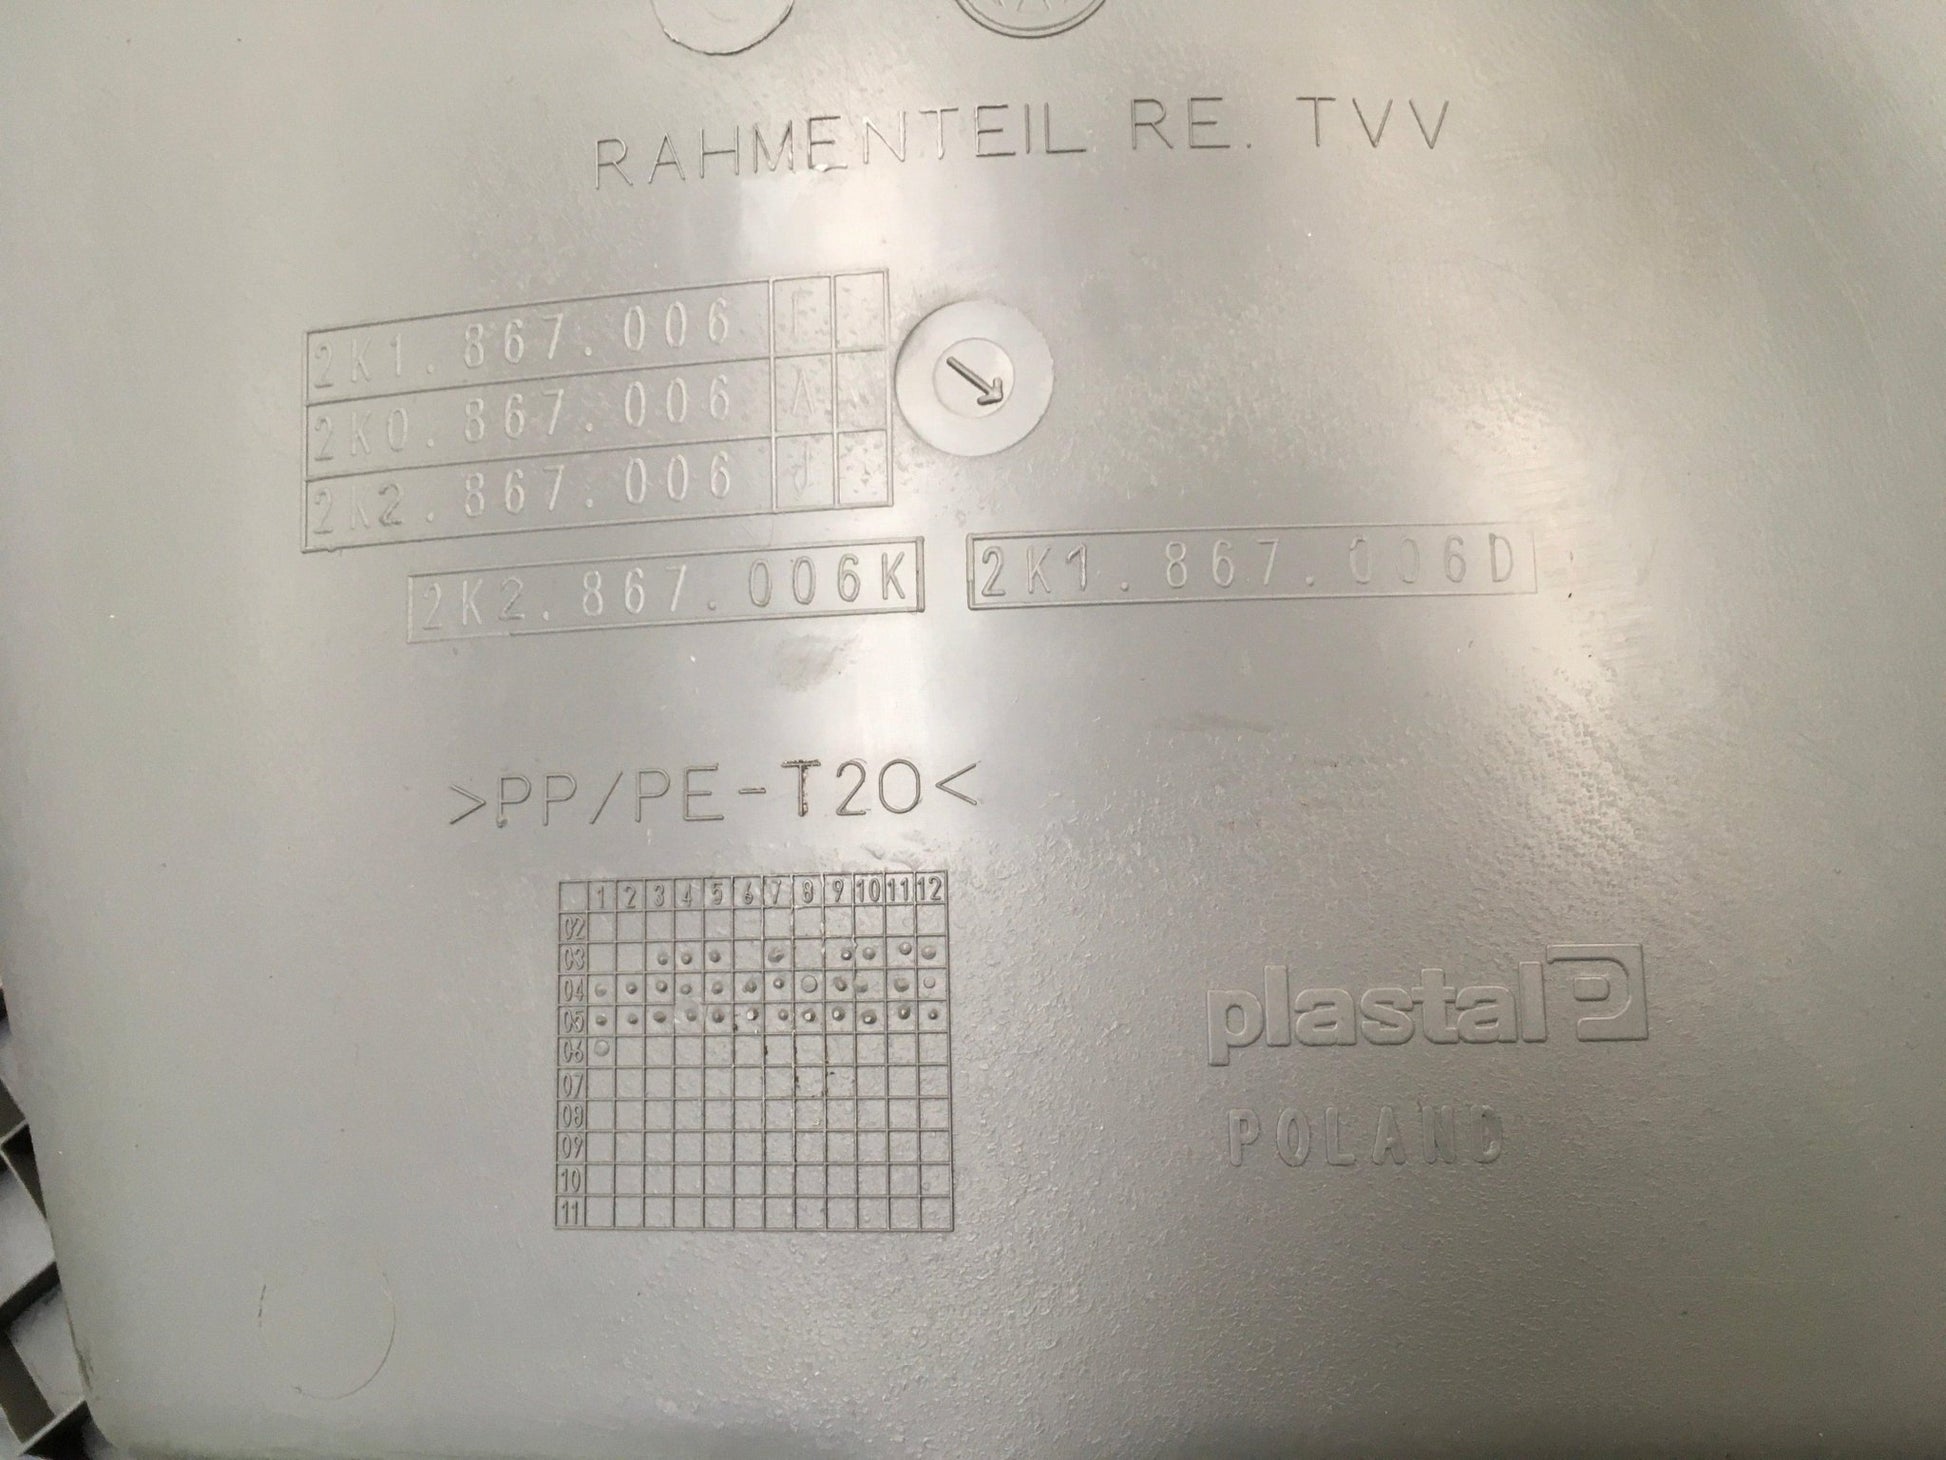 RAHMENTEIL RE. TVV
2K1.867.006
2K0.867.006 A
2K2.867.006 J
2K2.867.006K 2K1.867.006D
>PP/PE-T20<
1 2 3 4 5 6 7 8 9 10 11 12
02
03
04
05
06
07
08
09
10
11
plastal P
POLAND